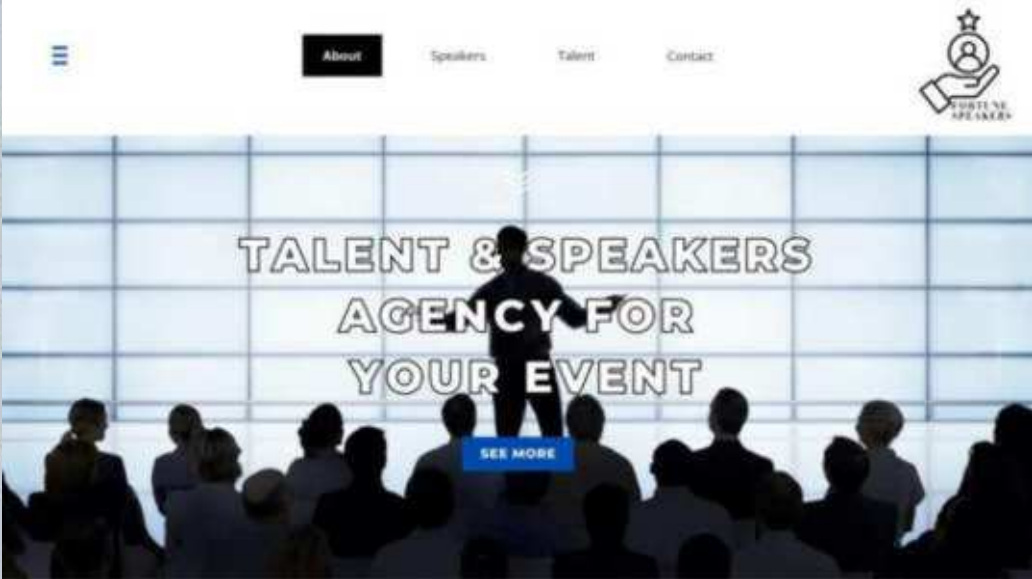 About
Speakers
Talent
Contact
FORTUNE
SPEAKERS
TALENT & SPEAKERS
AGENCY FOR
YOUR EVENT
SEE MORE